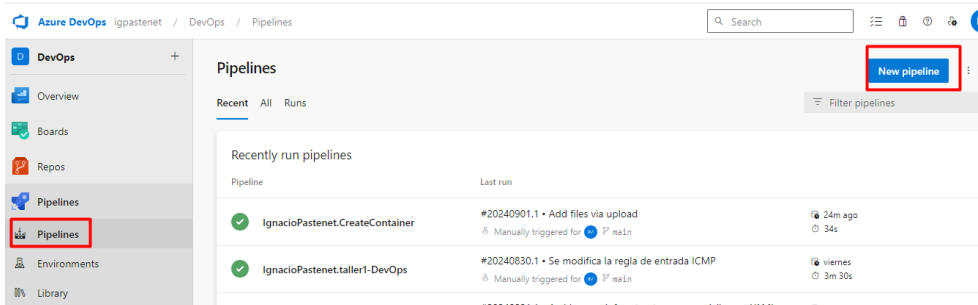 Azure DevOps igpastenet / DevOps / Pipelines
Search
D DevOps +
Overview
Boards
Repos
Pipelines
Pipelines
Environments
Library
Pipelines
New pipeline
Recent All Runs
Filter pipelines
Recently run pipelines
Pipeline Last run
IgnacioPastenet.CreateContainer
#20240901.1 • Add files via upload
Manually triggered for main
24m ago
34s
IgnacioPastenet.taller1-DevOps
#20240830.1 • Se modifica la regla de entrada ICMP
Manually triggered for main
viernes
3m 30s